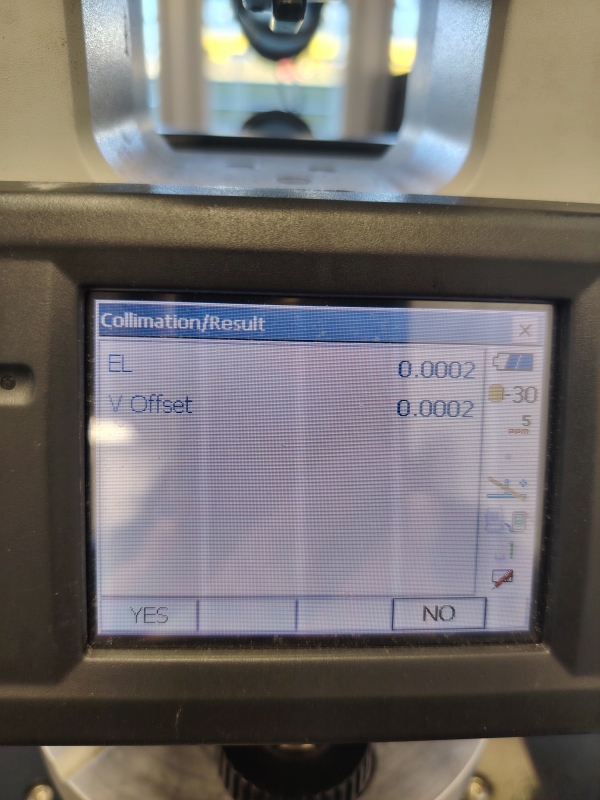 Collimation/Result
EL 0.0002
V Offset 0.0002
-30
5
PPM
YES NO